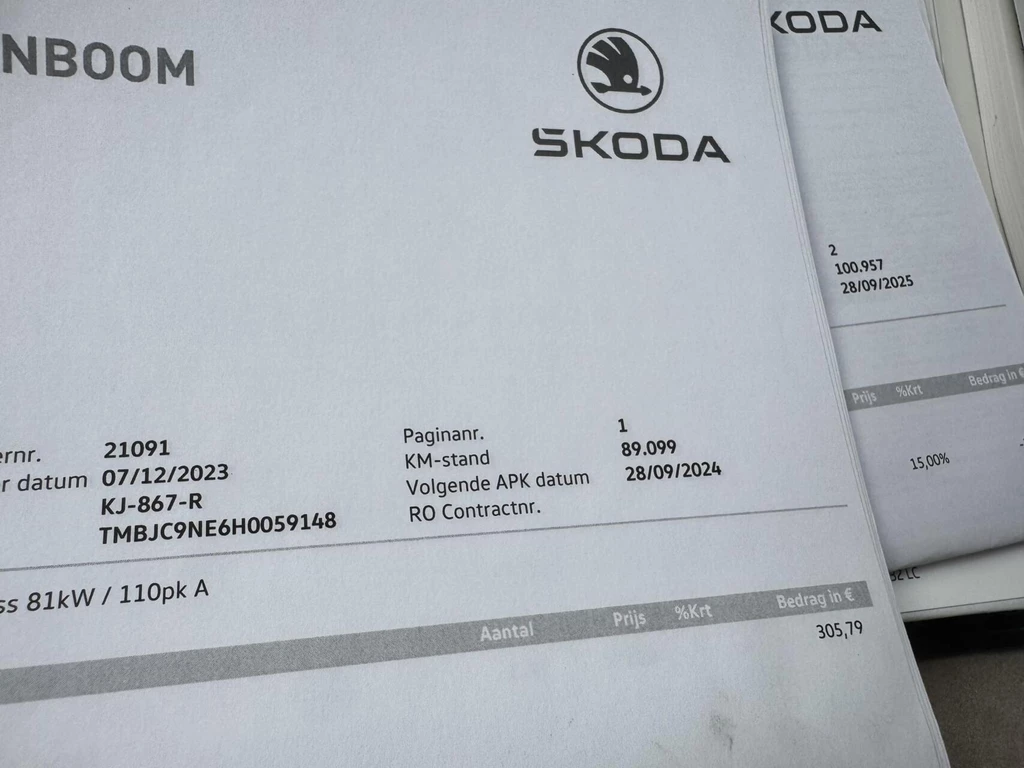 NBOOM
ŠKODA
KODA
2
100.957
28/09/2025
Prijs %Krt Bedrag in €
15,00%
ernr. 21091
r datum 07/12/2023
KJ-867-R
TMBJC9NE6H0059148
Paginanr. 1
KM-stand 89.099
Volgende APK datum 28/09/2024
RO Contractnr.
ss 81kW / 110pk A
Aantal Prijs %Krt Bedrag in €
305,79
LC